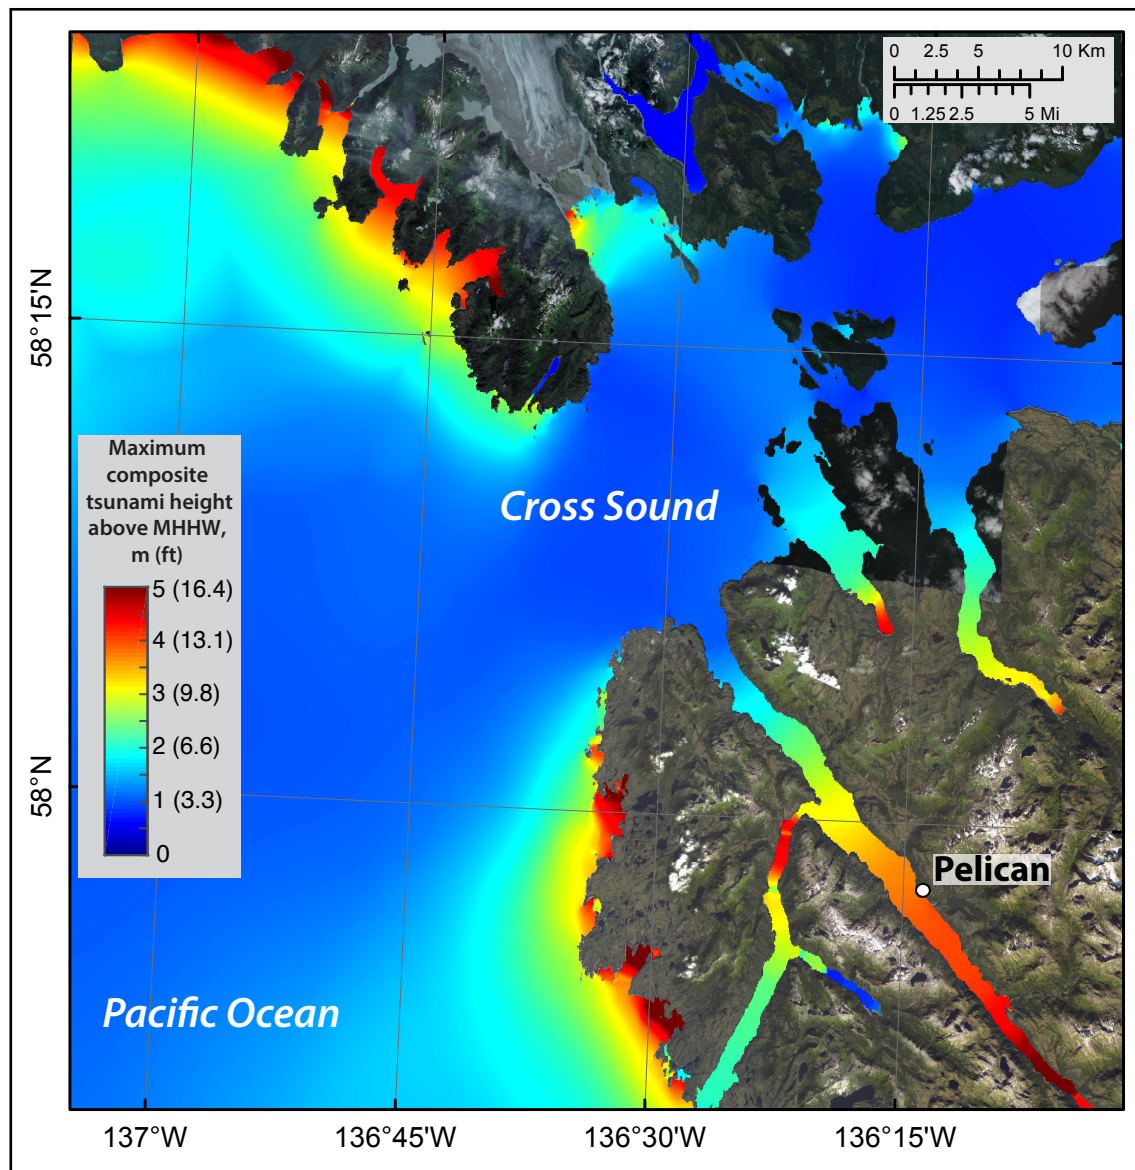 0 2.5 5 10 Km
0 1.25 2.5 5 Mi
58°15'N
Maximum
composite
tsunami height
above MHHW,
m (ft)
5 (16.4)
4 (13.1)
3 (9.8)
2 (6.6)
1 (3.3)
0
Cross Sound
58°N
Pelican
Pacific Ocean
137°W 136°45'W 136°30'W 136°15'W